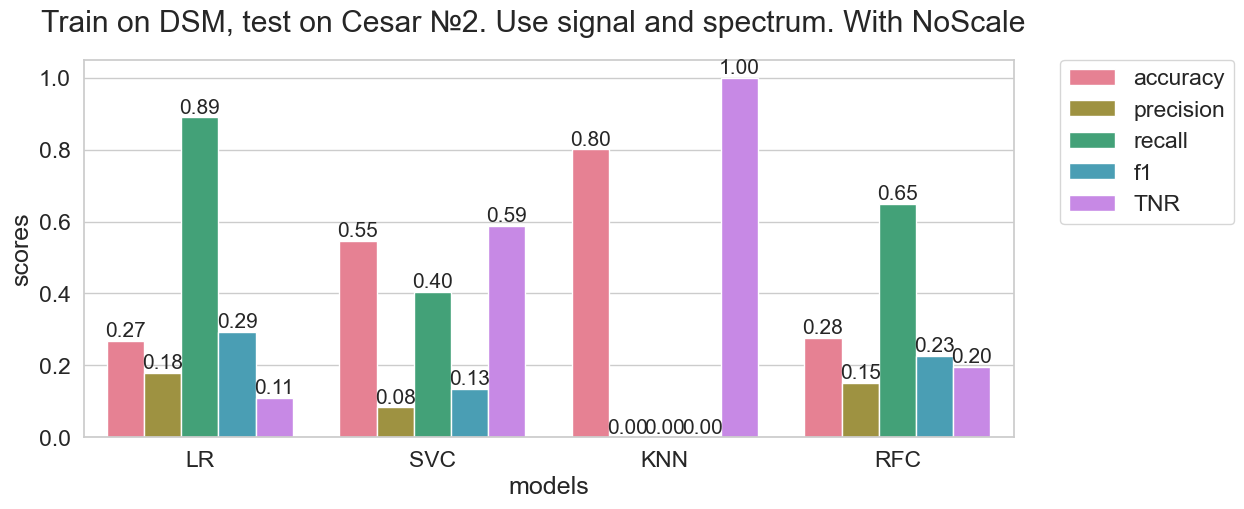 Train on DSM, test on Cesar №2. Use signal and spectrum. With NoScale
scores
1.0
0.8
0.6
0.4
0.2
0.0
0.27
0.18
0.89
0.29
0.11
0.55
0.08
0.40
0.13
0.59
0.80
0.00
0.00
0.00
1.00
0.28
0.15
0.65
0.23
0.20
LR
SVC
KNN
RFC
models
accuracy
precision
recall
f1
TNR